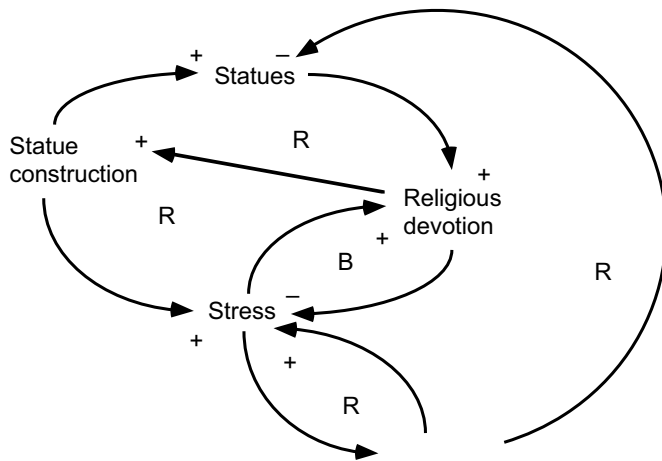 +
–
Statues
R
Statue
construction
+
+
Religious
devotion
R
+
B
R
Stress
–
+
+
R